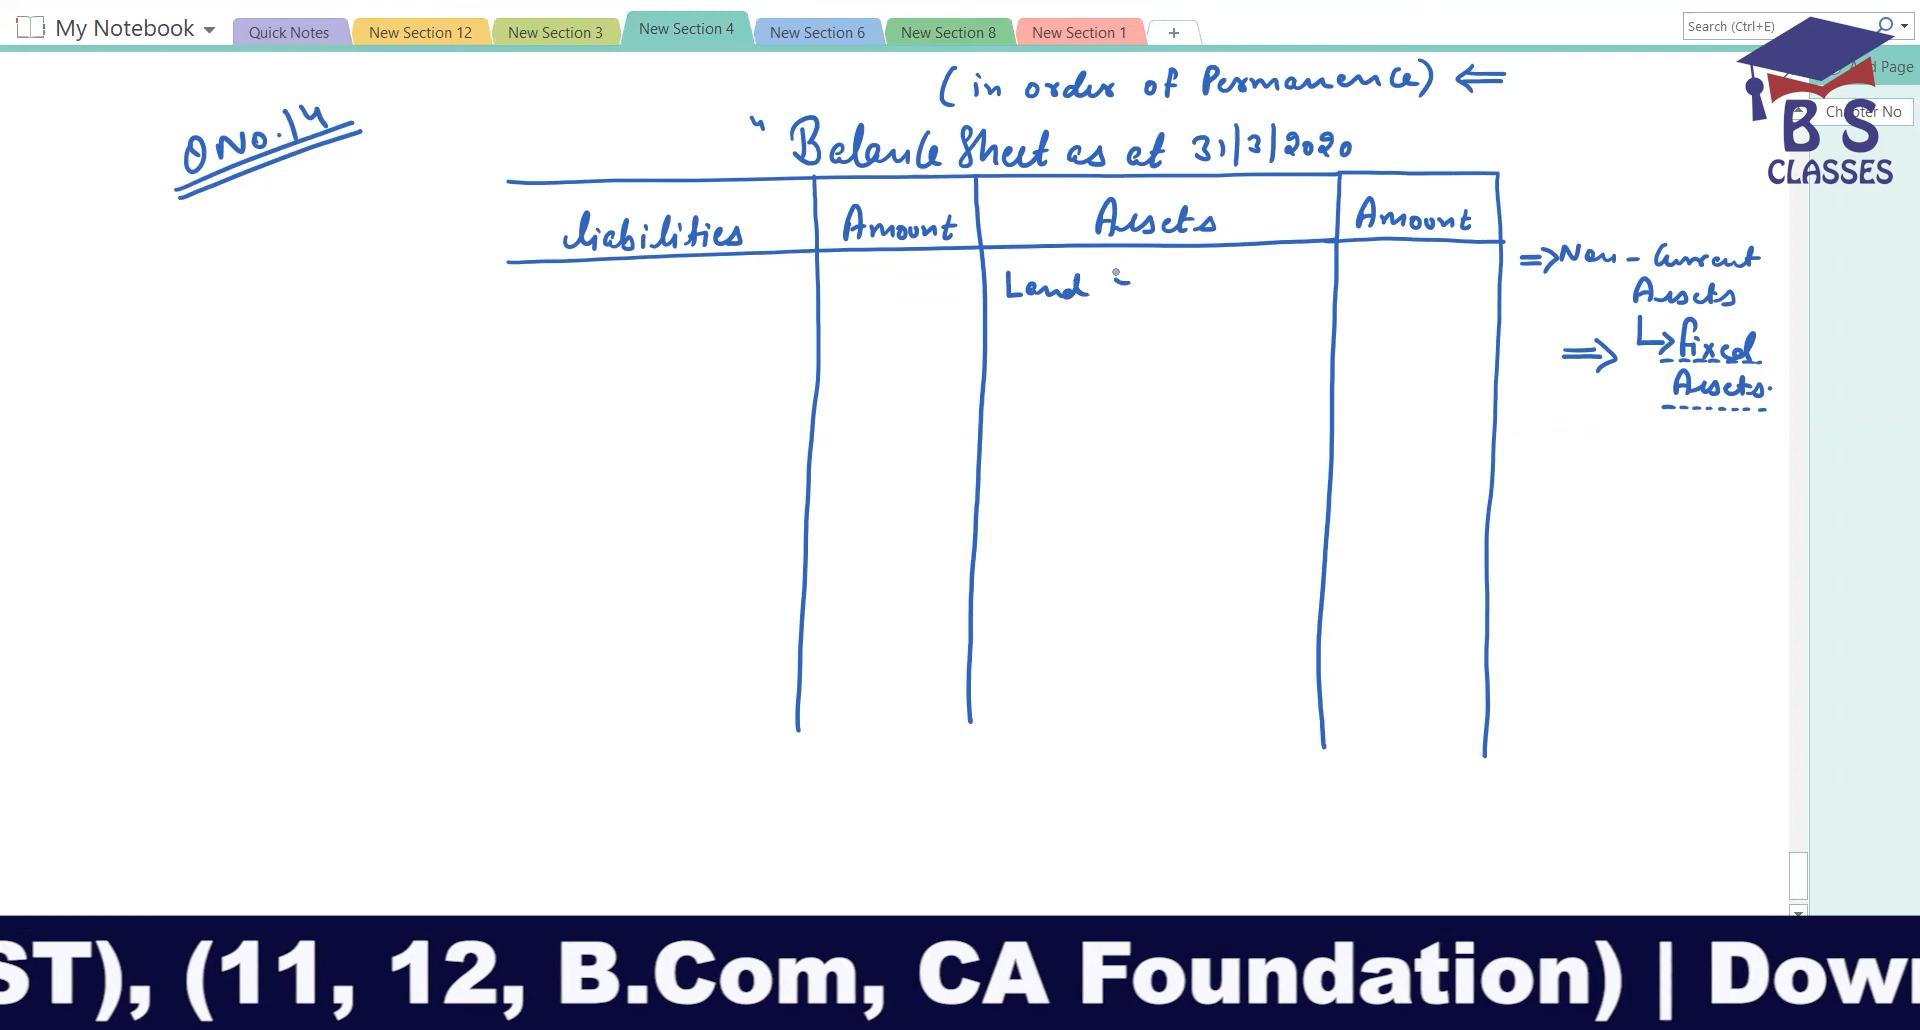 My Notebook
Quick Notes
New Section 12
New Section 3
New Section 4
New Section 6
New Section 8
New Section 1
+
Search (Ctrl+E)
d Page
Chapter No
BS
CLASSES
Q No. 14
(in order of Permanence) ⇐
" Balance Sheet as at 31/3/2020
Liabilities Amount Assets Amount
Land
⇒ Non-Current
Assets
⇒ ↳ fixed
Assets.
ST), (11, 12, B.Com, CA Foundation) | Down